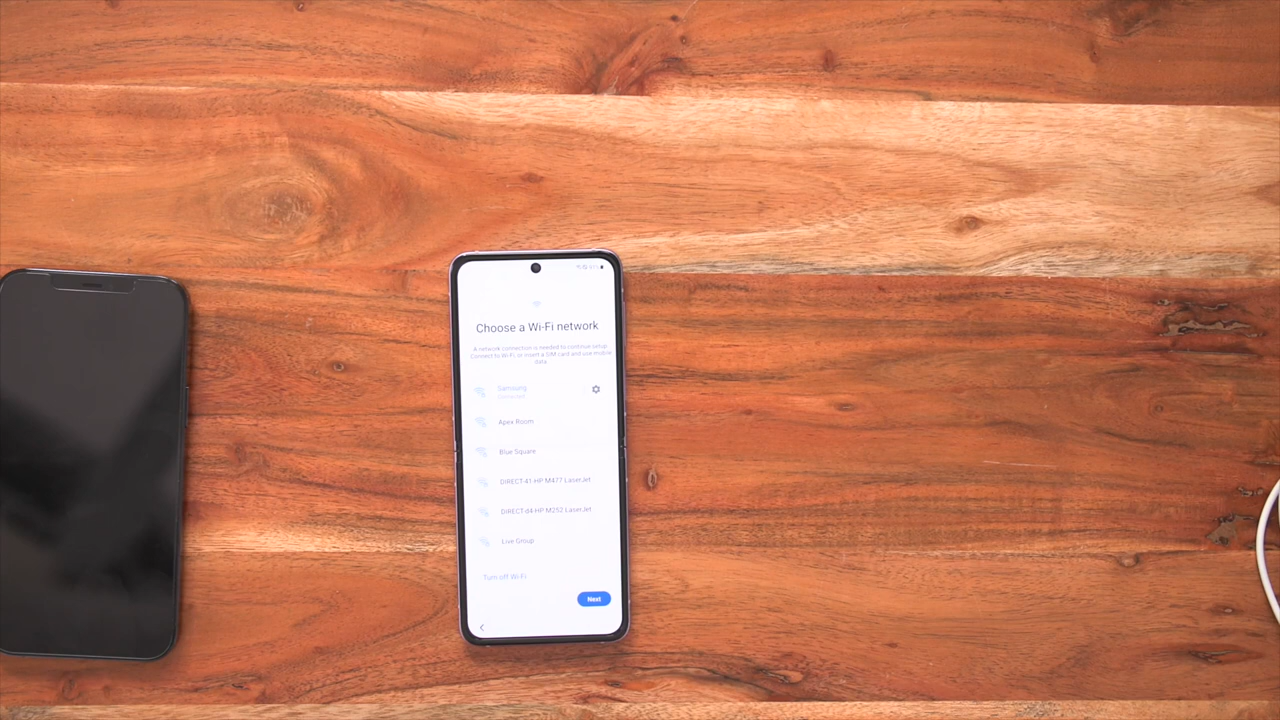 Choose a Wi-Fi network
A network connection is needed to continue setup.
Connect to Wi-Fi or insert a SIM card and use mobile
data.
Samsung
Connected
Apex Room
Blue Square
DIRECT-41-HP M477 LaserJet
DIRECT-d4-HP M252 LaserJet
Live Group
Turn off Wi-Fi
Next